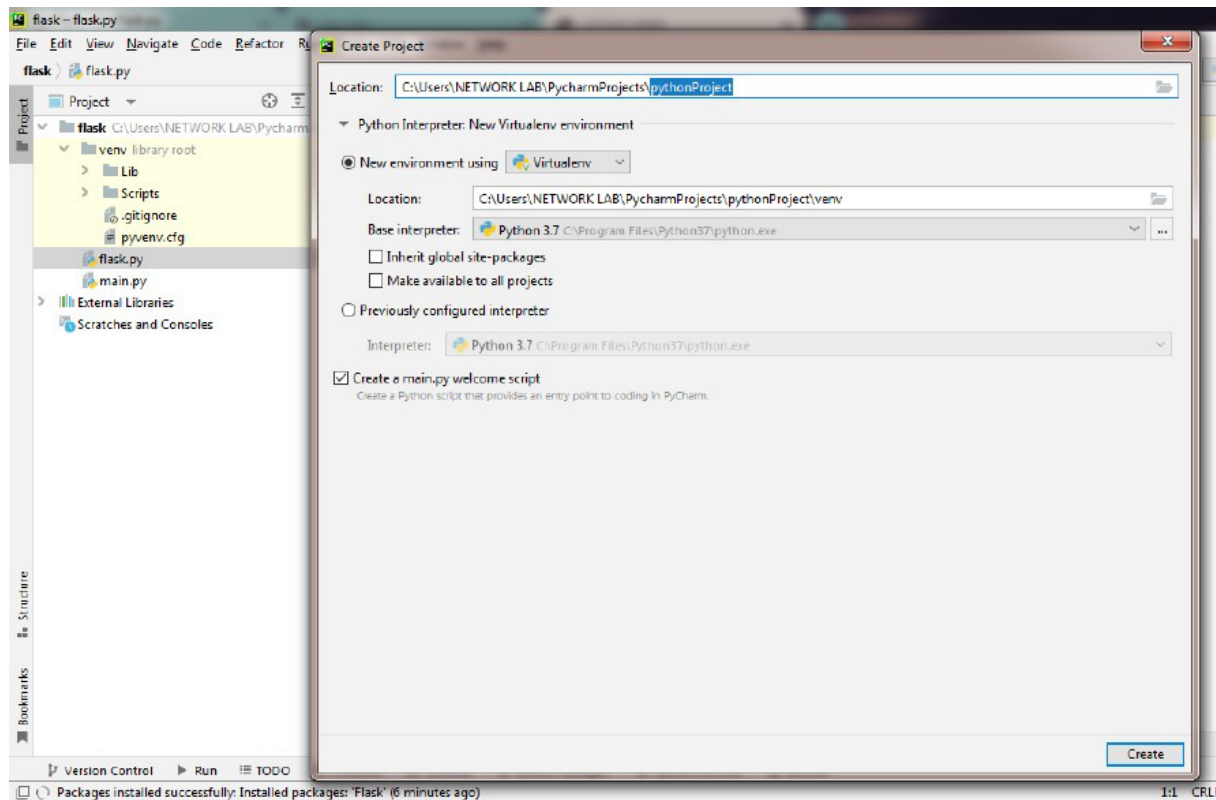 flask – flask.py
File Edit View Navigate Code Refactor
flask flask.py
Project
Project
flask C:\Users\NETWORK LAB\Pycharm
venv library root
Lib
Scripts
.gitignore
pyvenv.cfg
flask.py
main.py
External Libraries
Scratches and Consoles
Structure
Bookmarks
Version Control Run TODO
Packages installed successfully: Installed packages: 'Flask' (6 minutes ago)
1:1 CRL
Create Project
Location: C:\Users\NETWORK LAB\PycharmProjects\pythonProject
Python Interpreter: New Virtualenv environment
New environment using Virtualenv
Location: C:\Users\NETWORK LAB\PycharmProjects\pythonProject\venv
Base interpreter: Python 3.7 C:\Program Files\Python37\python.exe ...
Inherit global site-packages
Make available to all projects
Previously configured interpreter
Interpreter: Python 3.7 C:\Program Files\Python37\python.exe
Create a main.py welcome script
Create a Python script that provides an entry point to coding in PyCharm.
Create